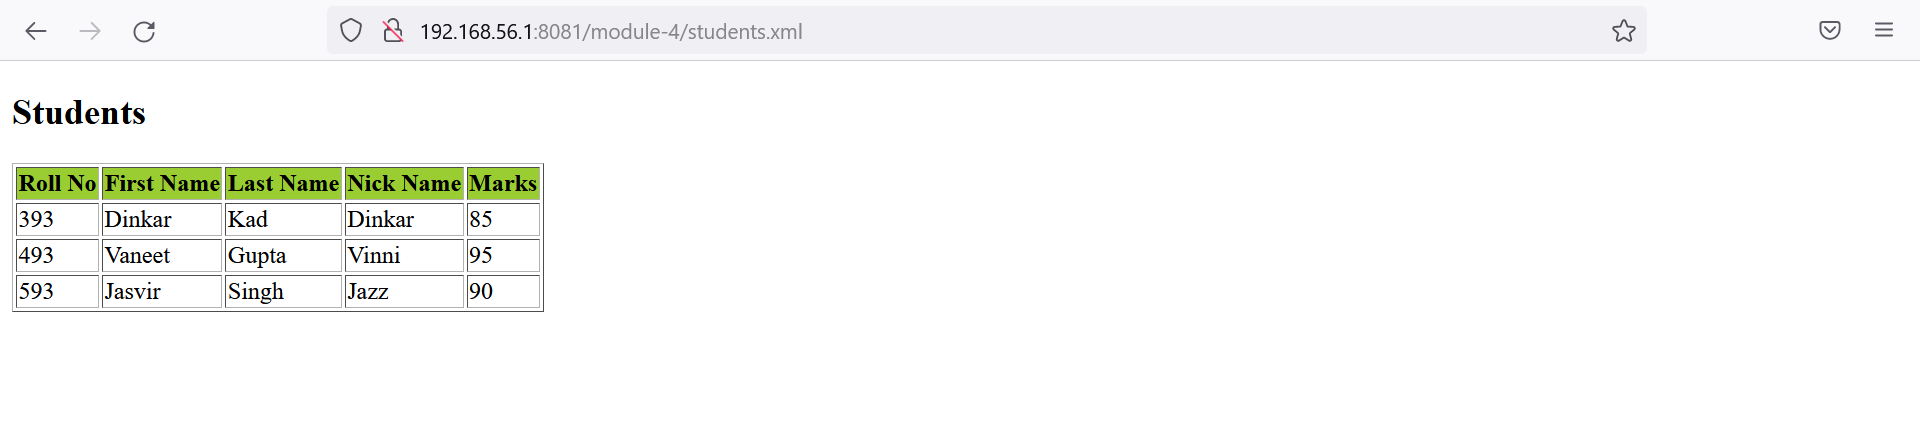 192.168.56.1:8081/module-4/students.xml
Students
Roll No First Name Last Name Nick Name Marks
393 Dinkar Kad Dinkar 85
493 Vaneet Gupta Vinni 95
593 Jasvir Singh Jazz 90